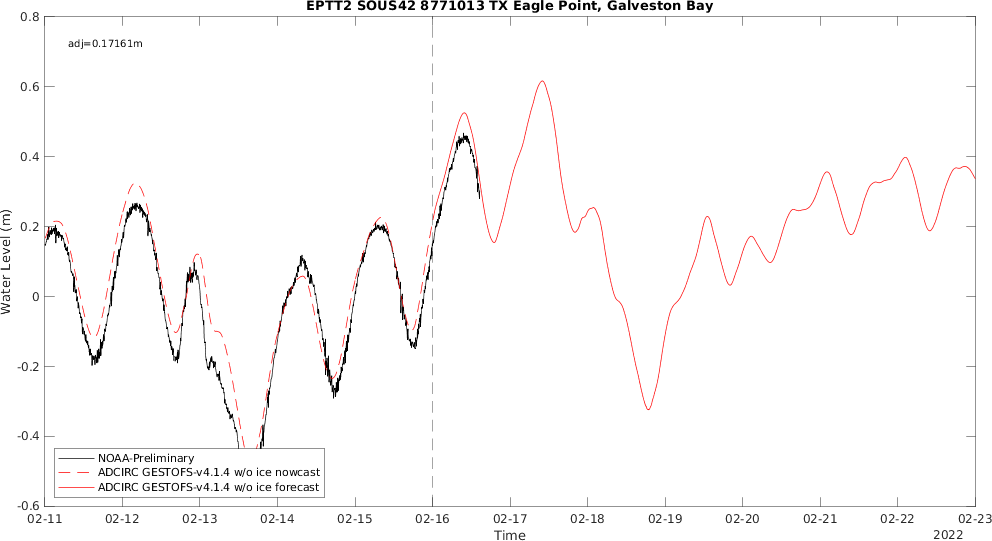 EPTT2 SOUS42 8771013 TX Eagle Point, Galveston Bay
adj=0.17161m
0.8
0.6
0.4
0.2
0
-0.2
-0.4
-0.6
Water Level (m)
NOAA-Preliminary
ADCIRC GESTOFS-v4.1.4 w/o ice nowcast
ADCIRC GESTOFS-v4.1.4 w/o ice forecast
02-11 02-12 02-13 02-14 02-15 02-16 02-17 02-18 02-19 02-20 02-21 02-22 02-23
Time
2022